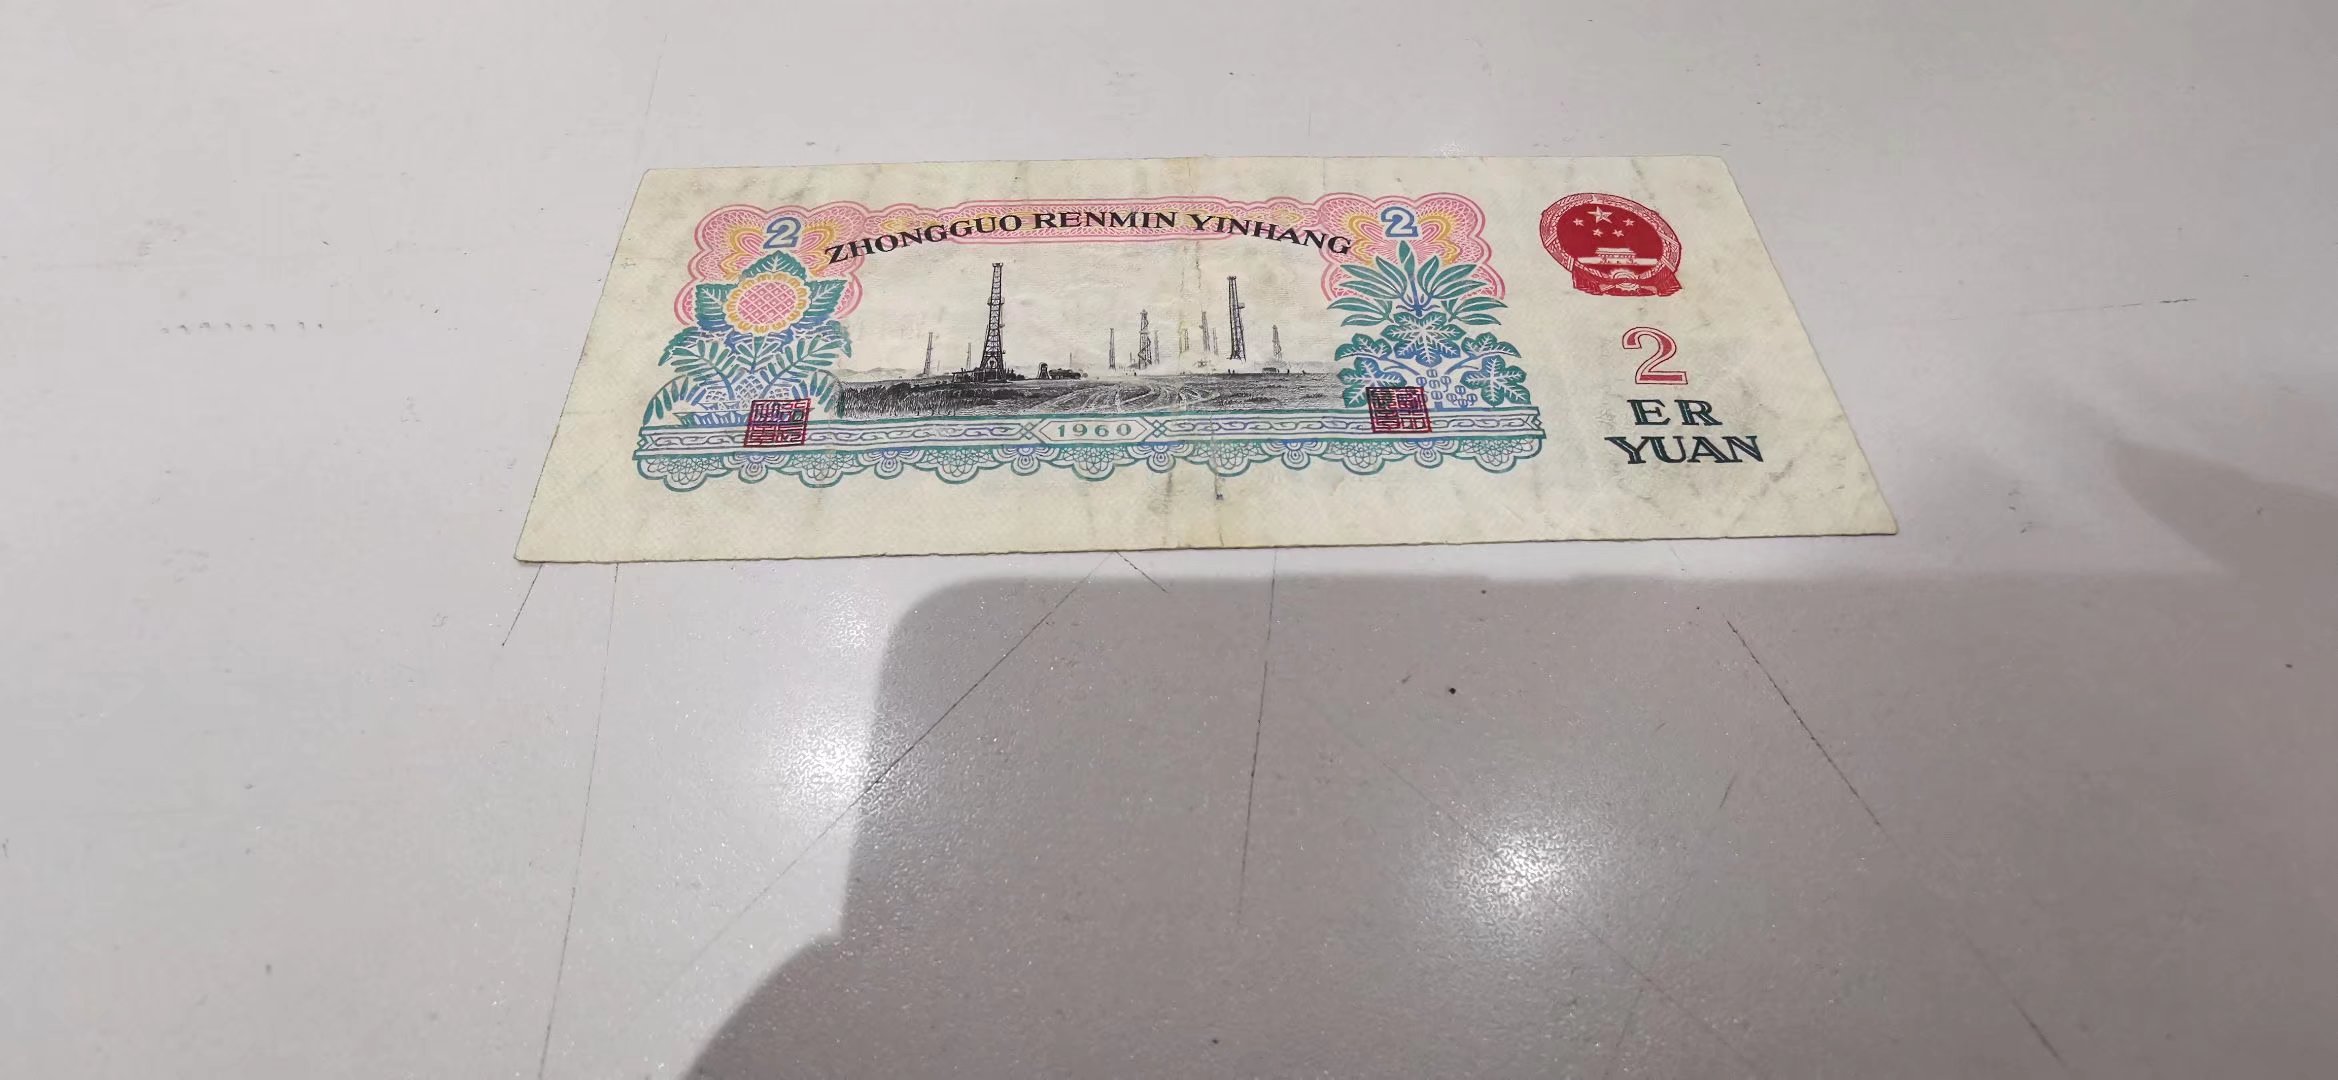 2
ZHONGGUO RENMIN YINHANG
2
1960
2
ER
YUAN